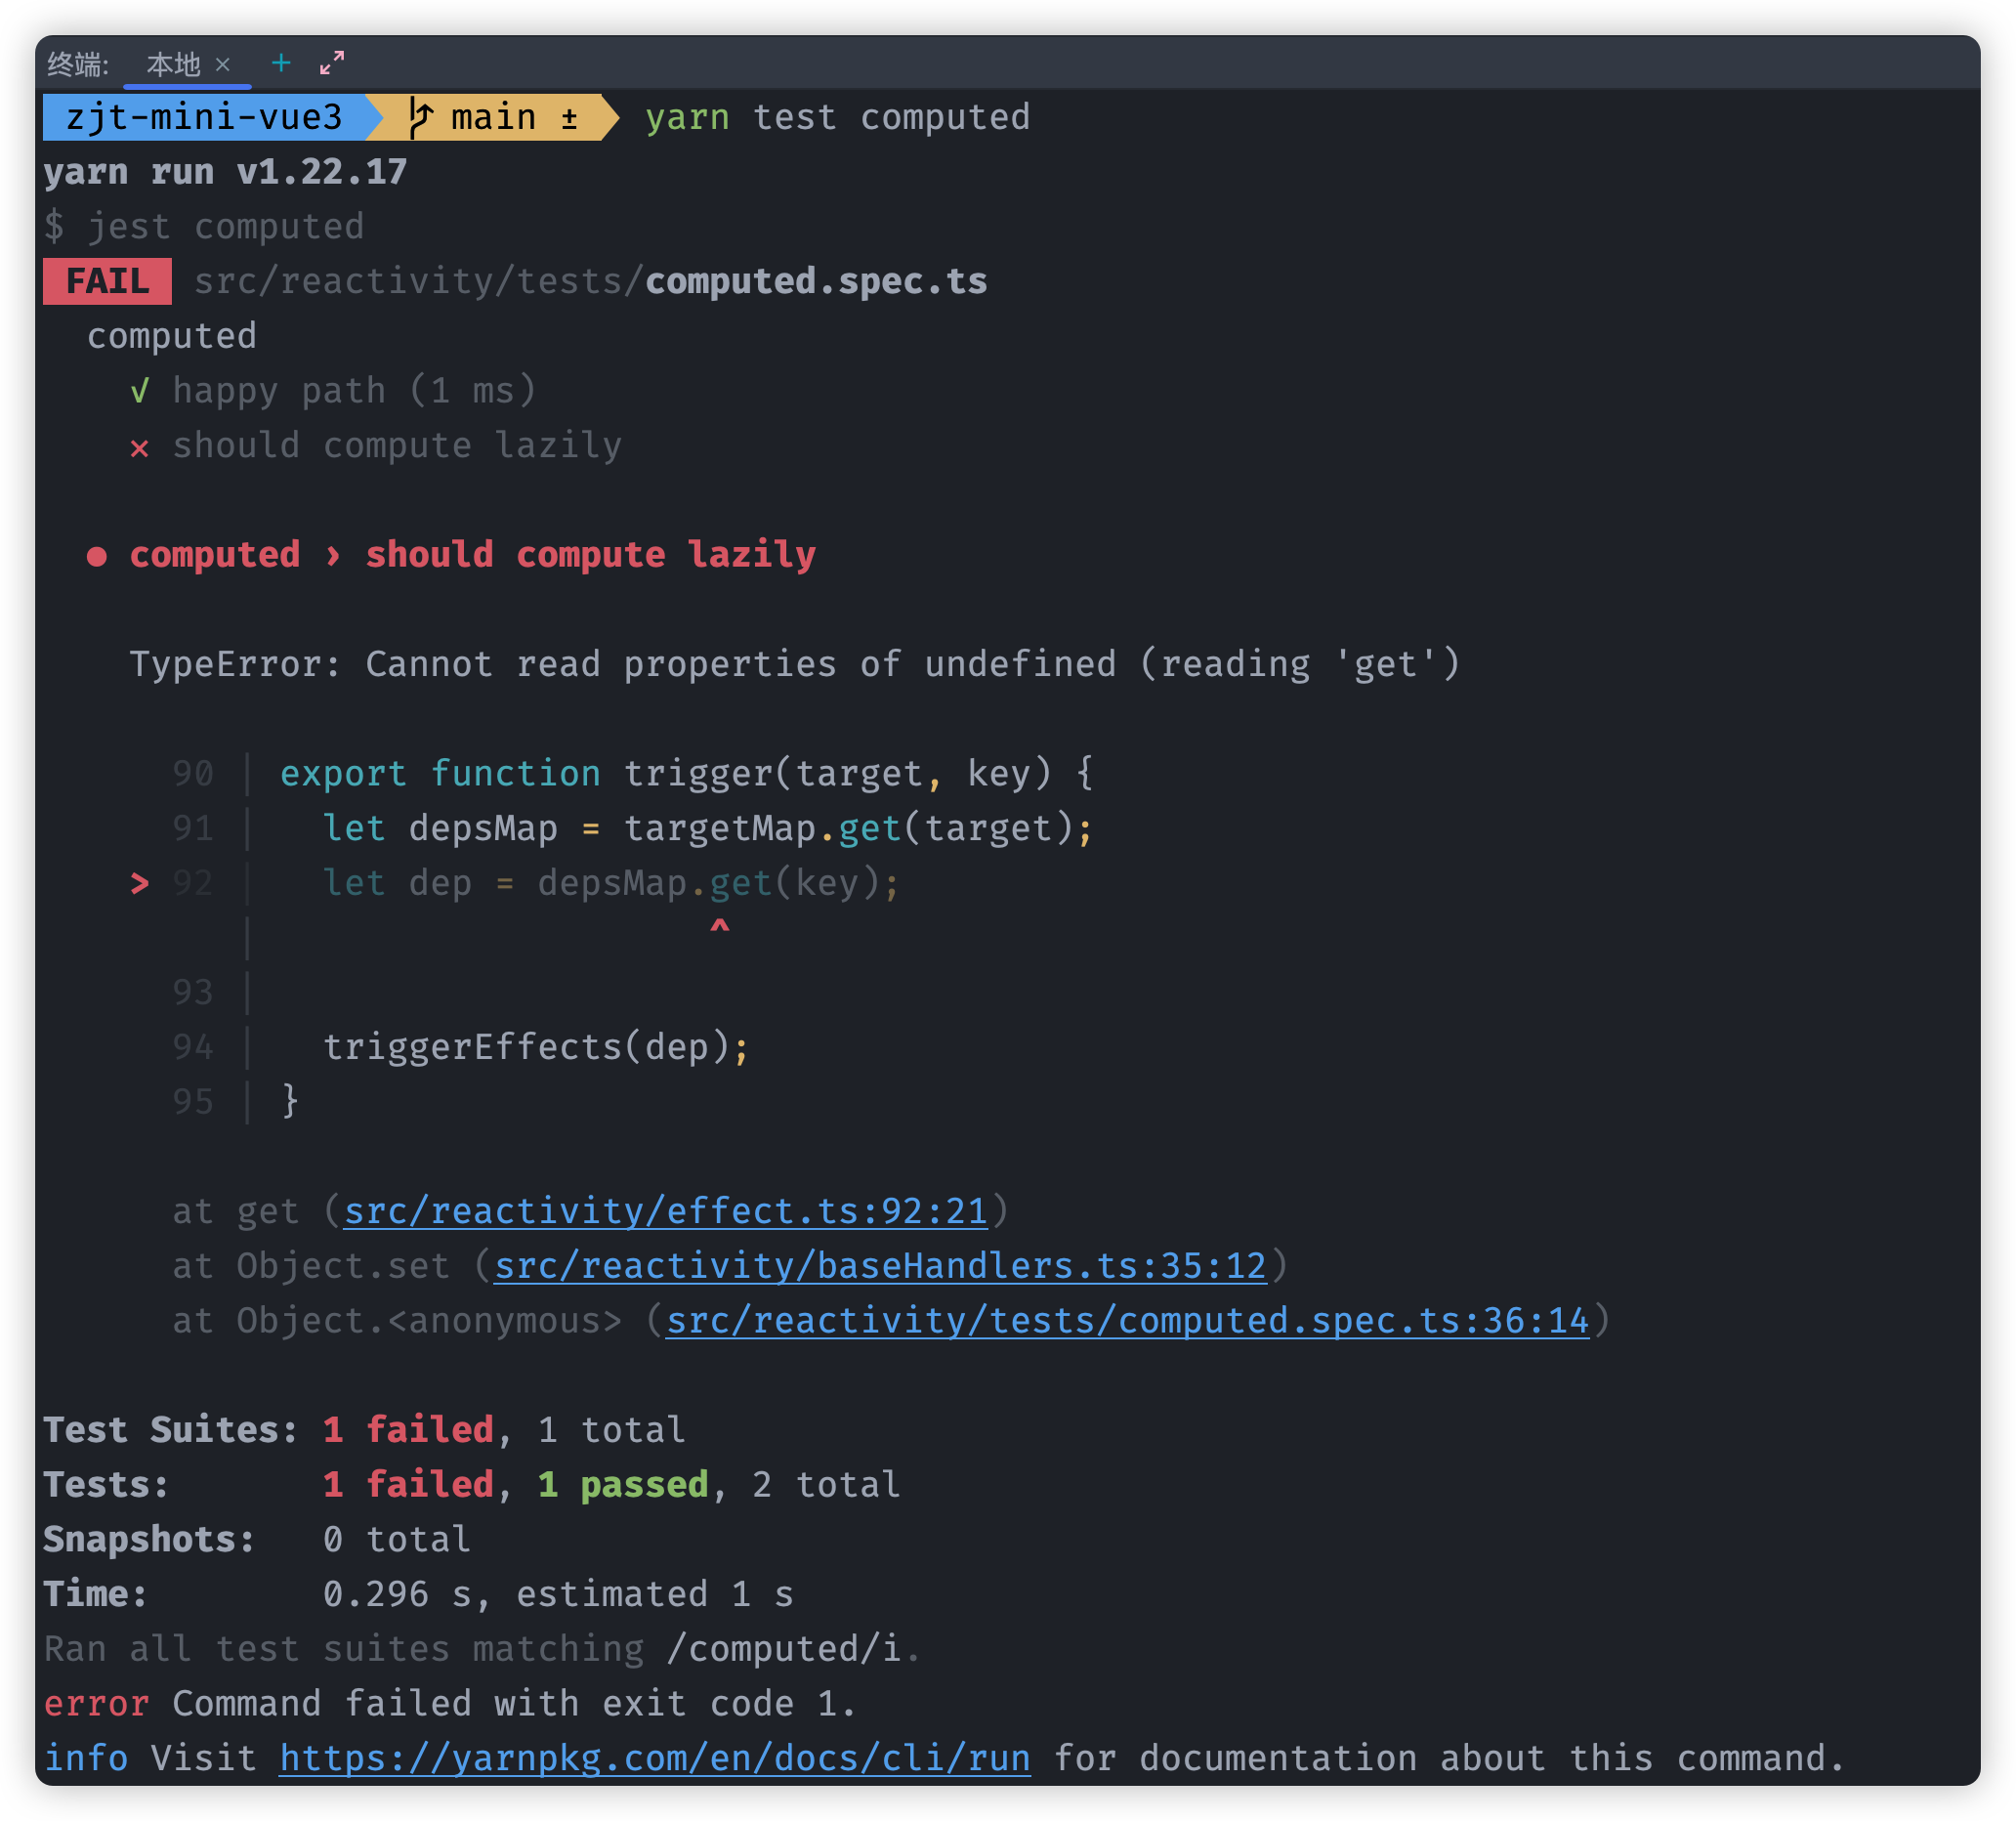 终端: 本地 × +
zjt-mini-vue3 main ± yarn test computed
yarn run v1.22.17
$ jest computed
FAIL src/reactivity/tests/computed.spec.ts
computed
√ happy path (1 ms)
× should compute lazily
● computed › should compute lazily
TypeError: Cannot read properties of undefined (reading 'get')
90 | export function trigger(target, key) {
91 | let depsMap = targetMap.get(target);
> 92 | let dep = depsMap.get(key);
| ^
93 |
94 | triggerEffects(dep);
95 | }
at get (src/reactivity/effect.ts:92:21)
at Object.set (src/reactivity/baseHandlers.ts:35:12)
at Object.<anonymous> (src/reactivity/tests/computed.spec.ts:36:14)
Test Suites: 1 failed, 1 total
Tests: 1 failed, 1 passed, 2 total
Snapshots: 0 total
Time: 0.296 s, estimated 1 s
Ran all test suites matching /computed/i.
error Command failed with exit code 1.
info Visit https://yarnpkg.com/en/docs/cli/run for documentation about this command.